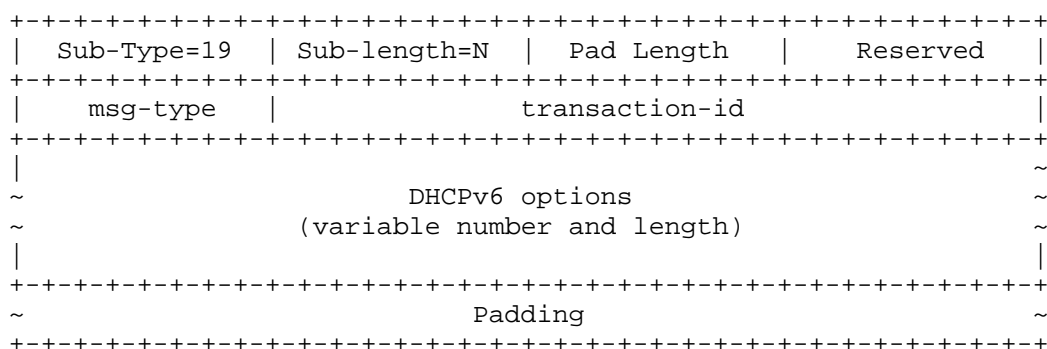 +-+-+-+-+-+-+-+-+-+-+-+-+-+-+-+-+-+-+-+-+-+-+-+-+-+-+-+-+-+-+-+-+
|  Sub-Type=19  | Sub-length=N  |  Pad Length   |    Reserved   |
+-+-+-+-+-+-+-+-+-+-+-+-+-+-+-+-+-+-+-+-+-+-+-+-+-+-+-+-+-+-+-+-+
|    msg-type   |               transaction-id                  |
+-+-+-+-+-+-+-+-+-+-+-+-+-+-+-+-+-+-+-+-+-+-+-+-+-+-+-+-+-+-+-+-+
|                                                               ~
~                        DHCPv6 options                         ~
~                 (variable number and length)                  ~
|                                                               |
+-+-+-+-+-+-+-+-+-+-+-+-+-+-+-+-+-+-+-+-+-+-+-+-+-+-+-+-+-+-+-+-+
~                            Padding                            ~
+-+-+-+-+-+-+-+-+-+-+-+-+-+-+-+-+-+-+-+-+-+-+-+-+-+-+-+-+-+-+-+-+